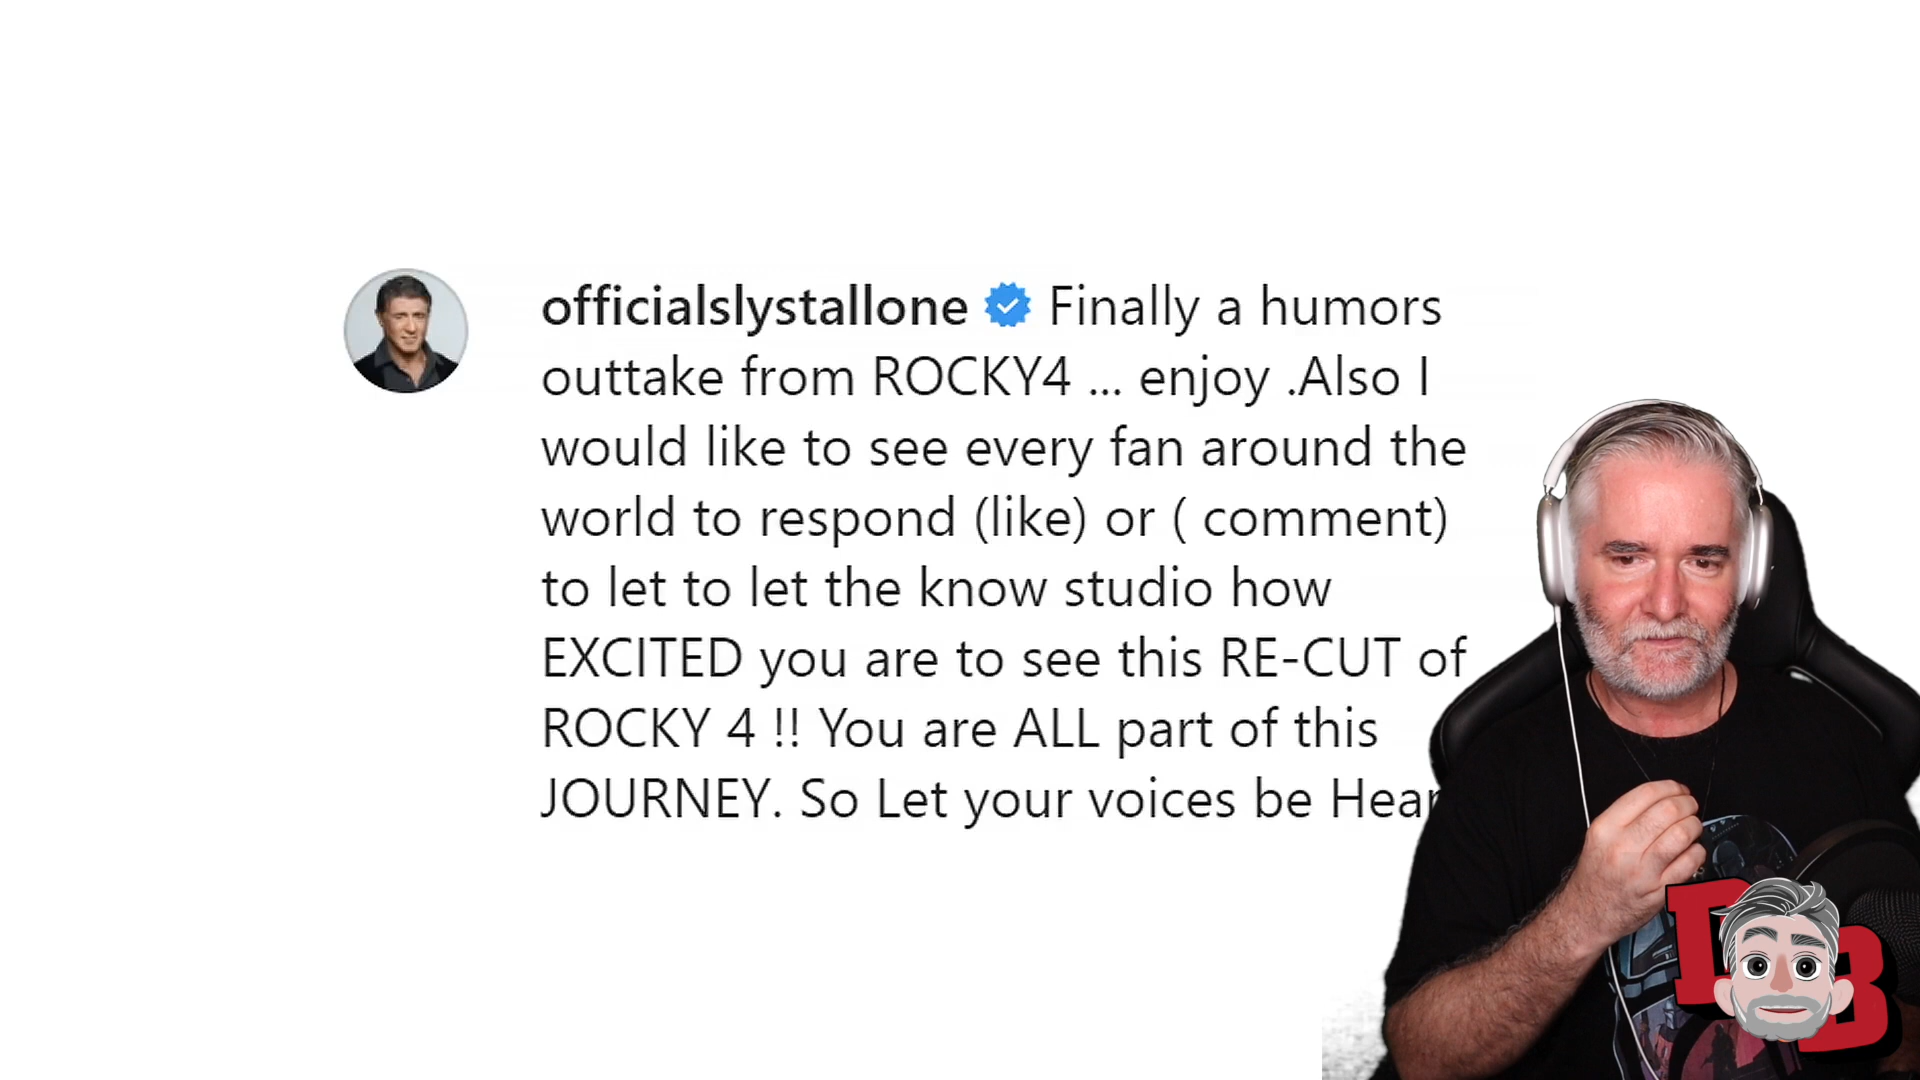 officialslystallone Finally a humors
outtake from ROCKY4 ... enjoy .Also I
would like to see every fan around the
world to respond (like) or ( comment)
to let to let the know studio how
EXCITED you are to see this RE-CUT of
ROCKY 4 !! You are ALL part of this
JOURNEY. So Let your voices be Hear
B